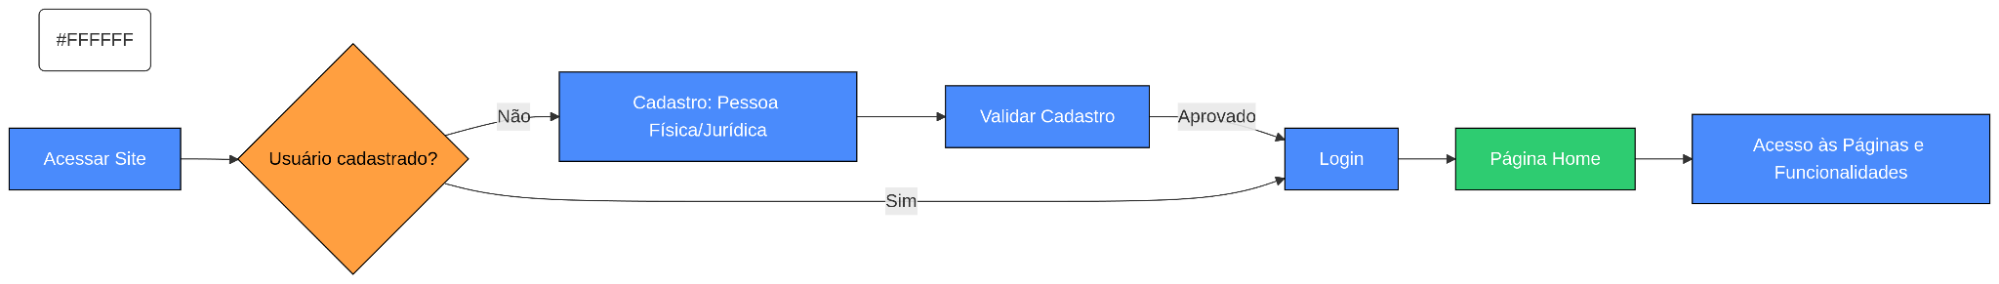 #FFFFFF
Acessar Site
Usuário cadastrado?
Não
Cadastro: Pessoa
Física/Jurídica
Validar Cadastro
Aprovado
Sim
Login
Página Home
Acesso às Páginas e
Funcionalidades